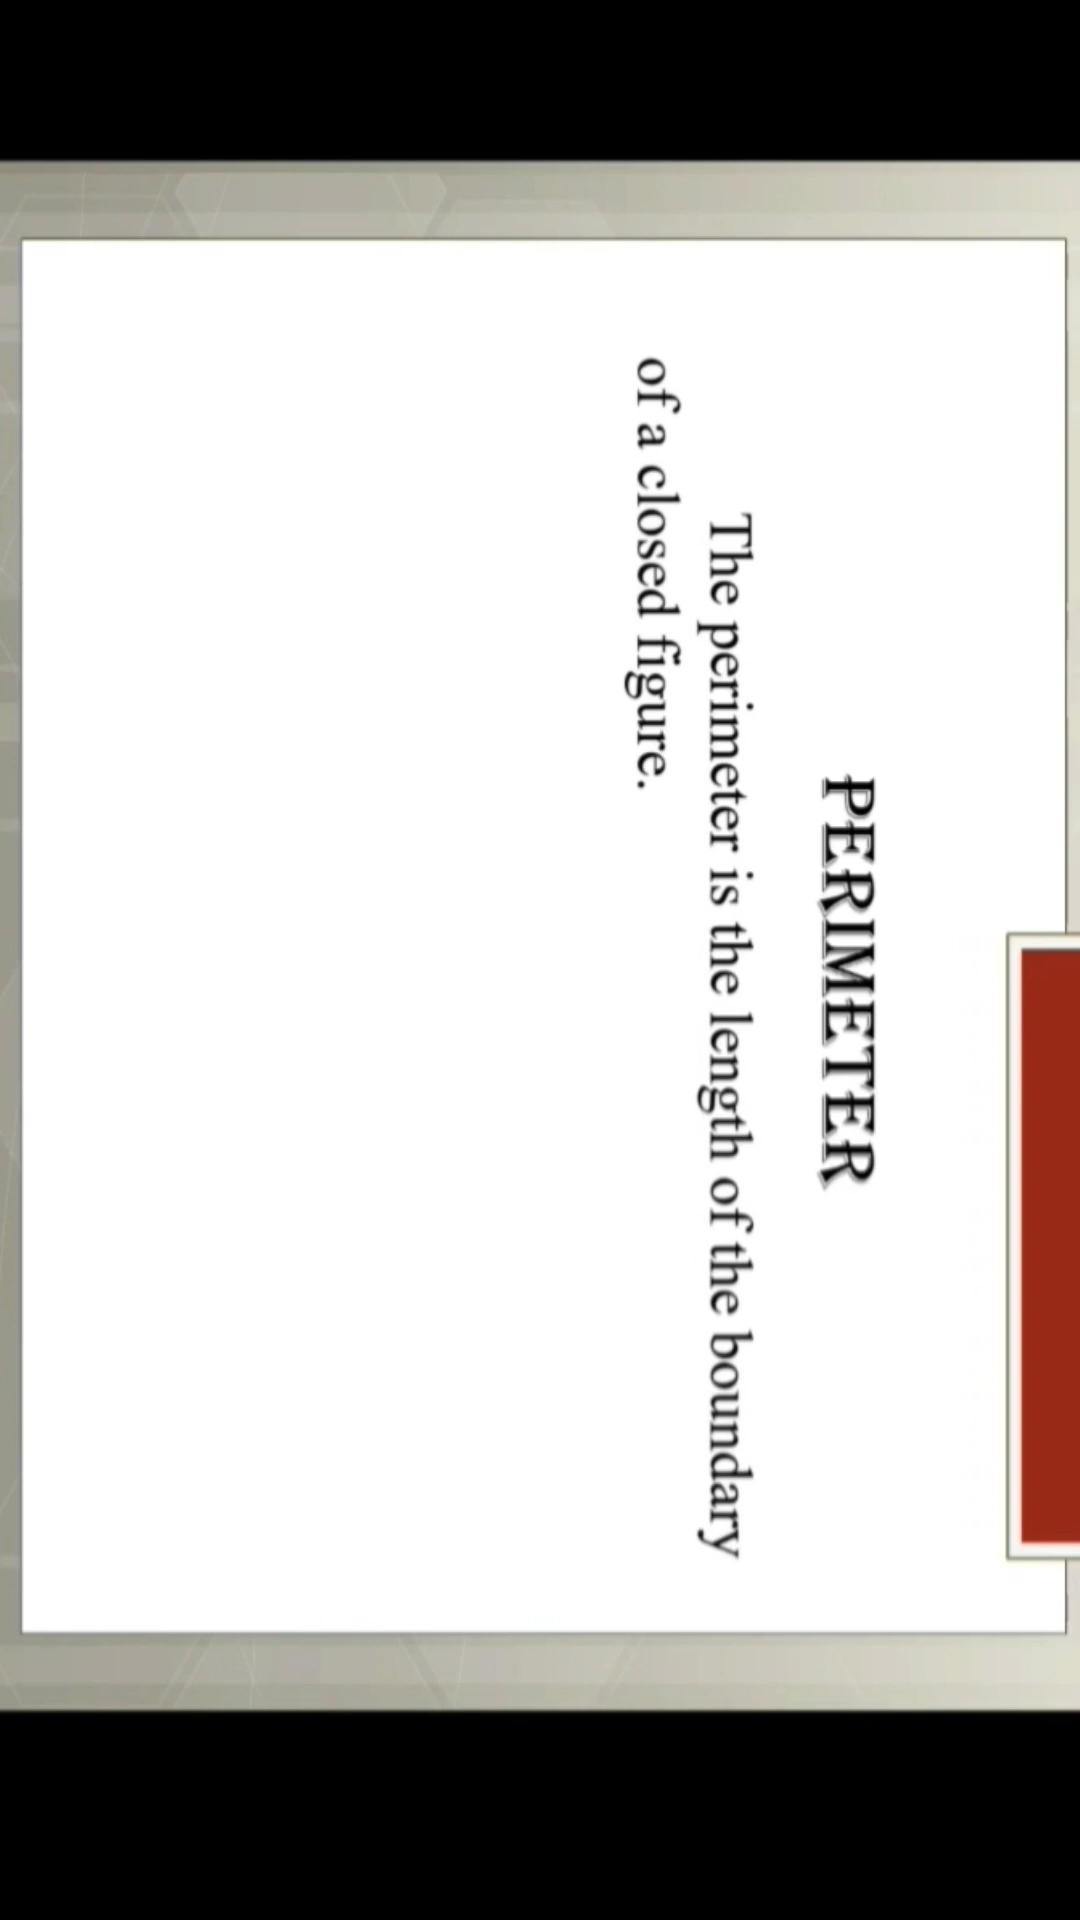 PERIMETER
The perimeter is the length of the boundary
of a closed figure.